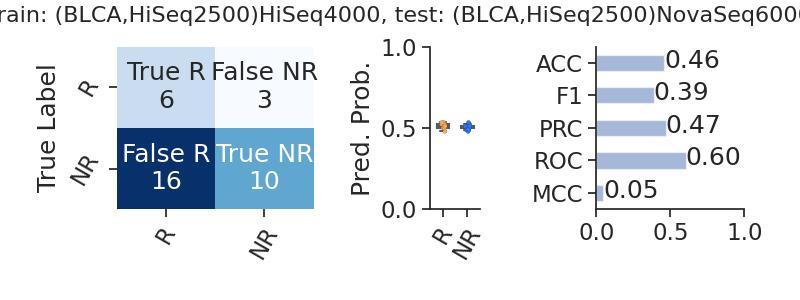 rain: (BLCA,HiSeq2500)HiSeq4000, test: (BLCA,HiSeq2500)NovaSeq600
True Label
R
NR
True R
6
False NR
3
False R
16
True NR
10
R
NR
Pred. Prob.
1.0
0.5
0.0
R
NR
ACC
0.46
F1
0.39
PRC
0.47
ROC
0.60
MCC
0.05
0.0
0.5
1.0